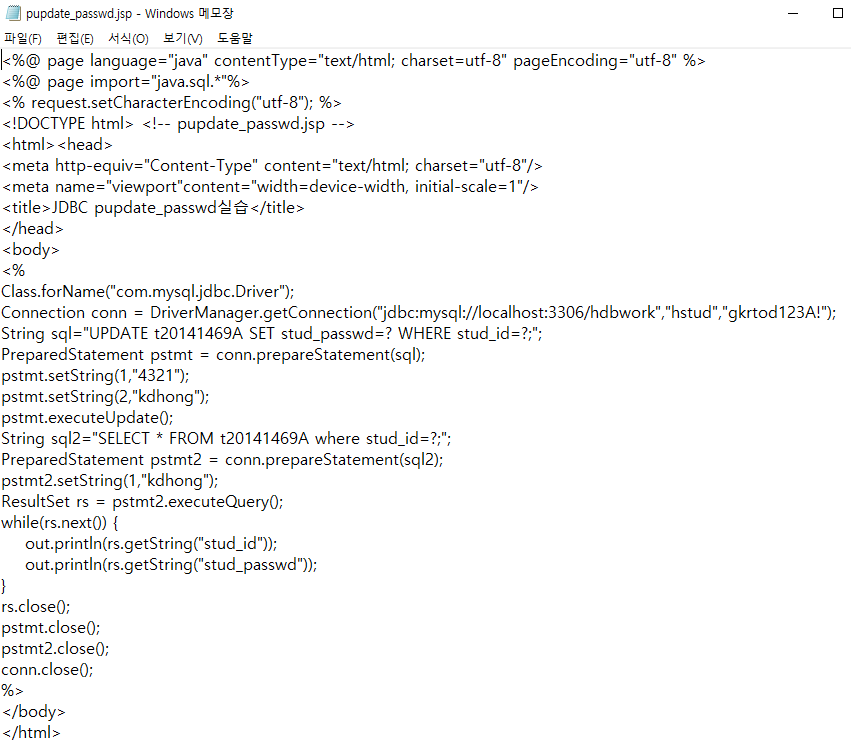 pupdate_passwd.jsp - Windows 메모장
파일(F) 편집(E) 서식(O) 보기(V) 도움말
<%@ page language="java" contentType="text/html; charset=utf-8" pageEncoding="utf-8" %>
<%@ page import="java.sql.*"%>
<% request.setCharacterEncoding("utf-8"); %>
<!DOCTYPE html> <!-- pupdate_passwd.jsp -->
<html><head>
<meta http-equiv="Content-Type" content="text/html; charset="utf-8"/>
<meta name="viewport"content="width=device-width, initial-scale=1"/>
<title>JDBC pupdate_passwd실습</title>
</head>
<body>
<%
Class.forName("com.mysql.jdbc.Driver");
Connection conn = DriverManager.getConnection("jdbc:mysql://localhost:3306/hdbwork","hstud","gkrtod123A!");
String sql="UPDATE t20141469A SET stud_passwd=? WHERE stud_id=?;";
PreparedStatement pstmt = conn.prepareStatement(sql);
pstmt.setString(1,"4321");
pstmt.setString(2,"kdhong");
pstmt.executeUpdate();
String sql2="SELECT * FROM t20141469A where stud_id=?;";
PreparedStatement pstmt2 = conn.prepareStatement(sql2);
pstmt2.setString(1,"kdhong");
ResultSet rs = pstmt2.executeQuery();
while(rs.next()) {
    out.println(rs.getString("stud_id"));
    out.println(rs.getString("stud_passwd"));
}
rs.close();
pstmt.close();
pstmt2.close();
conn.close();
%>
</body>
</html>